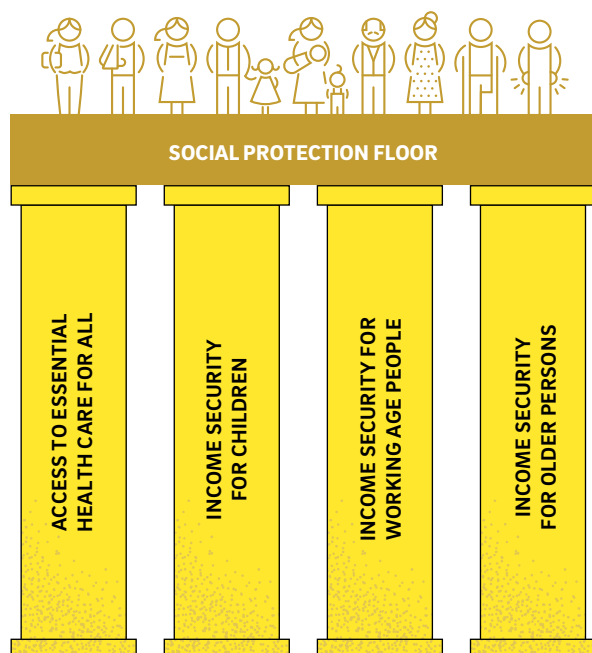 SOCIAL PROTECTION FLOOR
ACCESS TO ESSENTIAL
HEALTH CARE FOR ALL
INCOME SECURITY
FOR CHILDREN
INCOME SECURITY FOR
WORKING AGE PEOPLE
INCOME SECURITY
FOR OLDER PERSONS